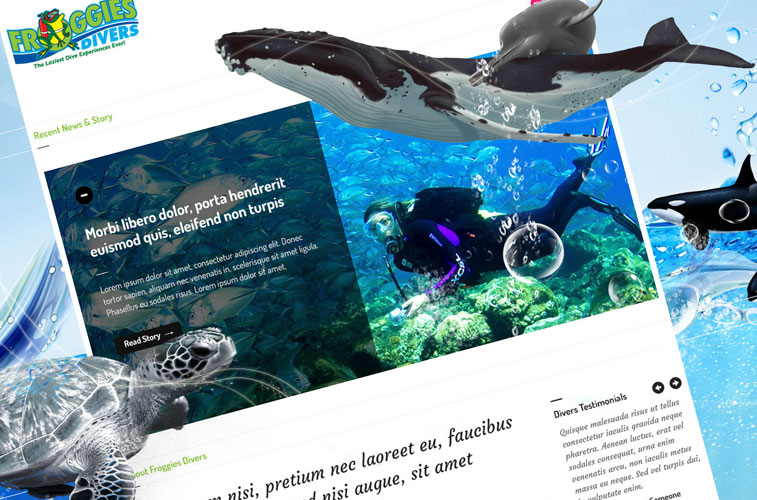 FROGGIES
DIVERS
The Laziest Dive Experiences Ever!
Recent News & Story
Morbi libero dolor, porta hendrerit
euismod quis, eleifend non turpis
Lorem ipsum dolor sit amet, consectetur adipiscing elit. Donec
tortor sapien, aliquam nec venenatis in, scelerisque sit amet ligula.
Phasellus eu sodales risus. Lorem ipsum dolor sit amet.
Read Story →
out Froggies Divers
nisi, pretium nec laoreet eu, faucibus
nisi augue, sit amet
Divers Testimonials
Quisque malesuada risus ut tellus
consectetur iaculis gravida neque
pharetra. Aenean luctus, erat vel
sodales consequat, urna enim
venenatis arcu, non iaculis metus
massa eu neque. Sed vel turpis dui,
vulputate enim.
Someone